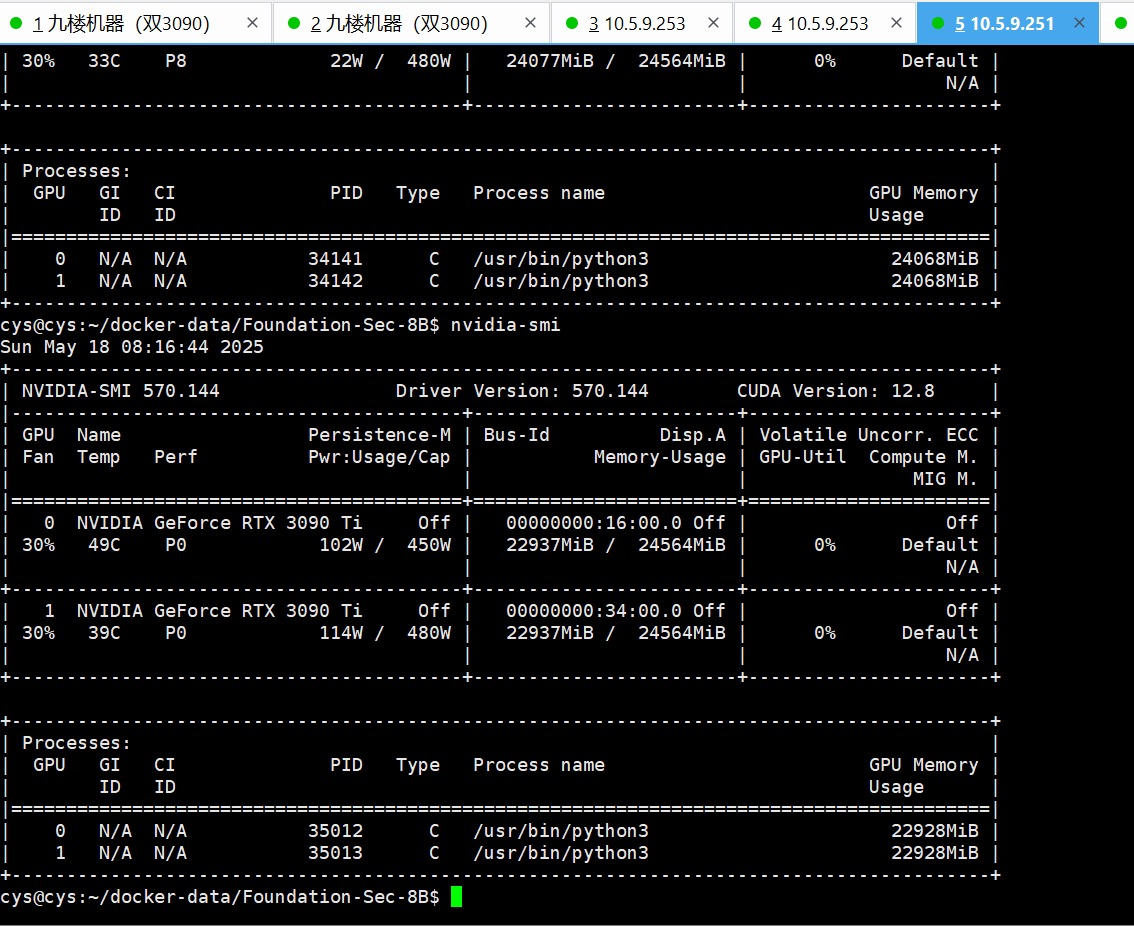 1 九楼机器（双3090） × 2 九楼机器（双3090） × 3 10.5.9.253 × 4 10.5.9.253 × 5 10.5.9.251 ×
| 30%   33C    P8             22W /  480W |   24077MiB /  24564MiB |      0%      Default |
|                                         |                        |                  N/A |
+-----------------------------------------+------------------------+----------------------+

+-----------------------------------------------------------------------------------------+
| Processes:                                                                              |
|  GPU   GI   CI              PID   Type   Process name                        GPU Memory |
|        ID   ID                                                               Usage      |
|=========================================================================================|
|    0   N/A  N/A           34141      C   /usr/bin/python3                      24068MiB |
|    1   N/A  N/A           34142      C   /usr/bin/python3                      24068MiB |
+-----------------------------------------------------------------------------------------+
cys@cys:~/docker-data/Foundation-Sec-8B$ nvidia-smi
Sun May 18 08:16:44 2025
+-----------------------------------------------------------------------------------------+
| NVIDIA-SMI 570.144                Driver Version: 570.144        CUDA Version: 12.8     |
|-----------------------------------------+------------------------+----------------------+
| GPU  Name                 Persistence-M | Bus-Id          Disp.A | Volatile Uncorr. ECC |
| Fan  Temp   Perf          Pwr:Usage/Cap |           Memory-Usage | GPU-Util  Compute M. |
|                                         |                        |               MIG M. |
|=========================================+========================+======================|
|   0  NVIDIA GeForce RTX 3090 Ti     Off |   00000000:16:00.0 Off |                  Off |
| 30%   49C    P0            102W /  450W |   22937MiB /  24564MiB |      0%      Default |
|                                         |                        |                  N/A |
+-----------------------------------------+------------------------+----------------------+
|   1  NVIDIA GeForce RTX 3090 Ti     Off |   00000000:34:00.0 Off |                  Off |
| 30%   39C    P0            114W /  480W |   22937MiB /  24564MiB |      0%      Default |
|                                         |                        |                  N/A |
+-----------------------------------------+------------------------+----------------------+

+-----------------------------------------------------------------------------------------+
| Processes:                                                                              |
|  GPU   GI   CI              PID   Type   Process name                        GPU Memory |
|        ID   ID                                                               Usage      |
|=========================================================================================|
|    0   N/A  N/A           35012      C   /usr/bin/python3                      22928MiB |
|    1   N/A  N/A           35013      C   /usr/bin/python3                      22928MiB |
+-----------------------------------------------------------------------------------------+
cys@cys:~/docker-data/Foundation-Sec-8B$